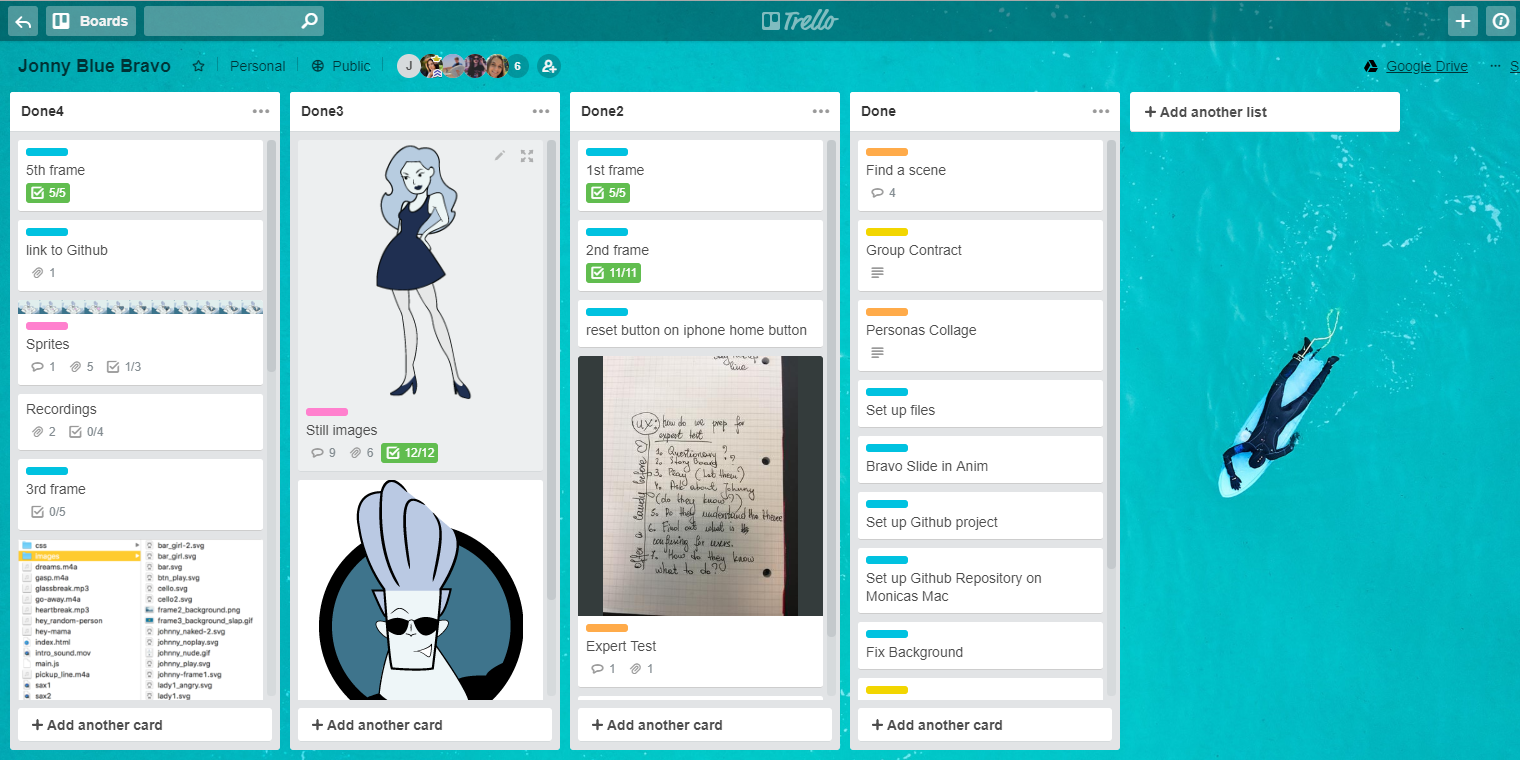 Boards
Trello
Jonny Blue Bravo
Personal
Public
J
6
Google Drive
S
Done4
5th frame
5/5
link to Github
1
Sprites
1 5 1/3
Recordings
2 0/4
3rd frame
0/5
css
images
dreams.m4a
gasp.m4a
glassbreak.mp3
go-away.m4a
heartbreak.mp3
hey_random-person
hey-mama
index.html
intro_sound.mov
main.js
pickup_line.m4a
sax1
sax2
bar_girl-2.svg
bar_girl.svg
bar.svg
btn_play.svg
cello.svg
cello2.svg
frame2_background.png
frame3_background_slap.gif
johnny_naked-2.svg
johnny_noplay.svg
johnny_nude.gif
johnny_play.svg
johnny-frame1.svg
lady1_angry.svg
lady1.svg
+ Add another card
Done3
Still images
9 6 12/12
+ Add another card
Done2
1st frame
5/5
2nd frame
11/11
reset button on iphone home button
line
UX: how do we prep for
expert test
1. Questionary?
2. Story Board ?
3. Play (Let them)
4. Ask about Johnny
(do they know?)
5. Do they understand the theme
6. Find out what is
confusing for users.
7. How do they know
what to do?
offer a candy before
Expert Test
1 1
+ Add another card
Done
Find a scene
4
Group Contract
Personas Collage
Set up files
Bravo Slide in Anim
Set up Github project
Set up Github Repository on
Monicas Mac
Fix Background
+ Add another card
+ Add another list